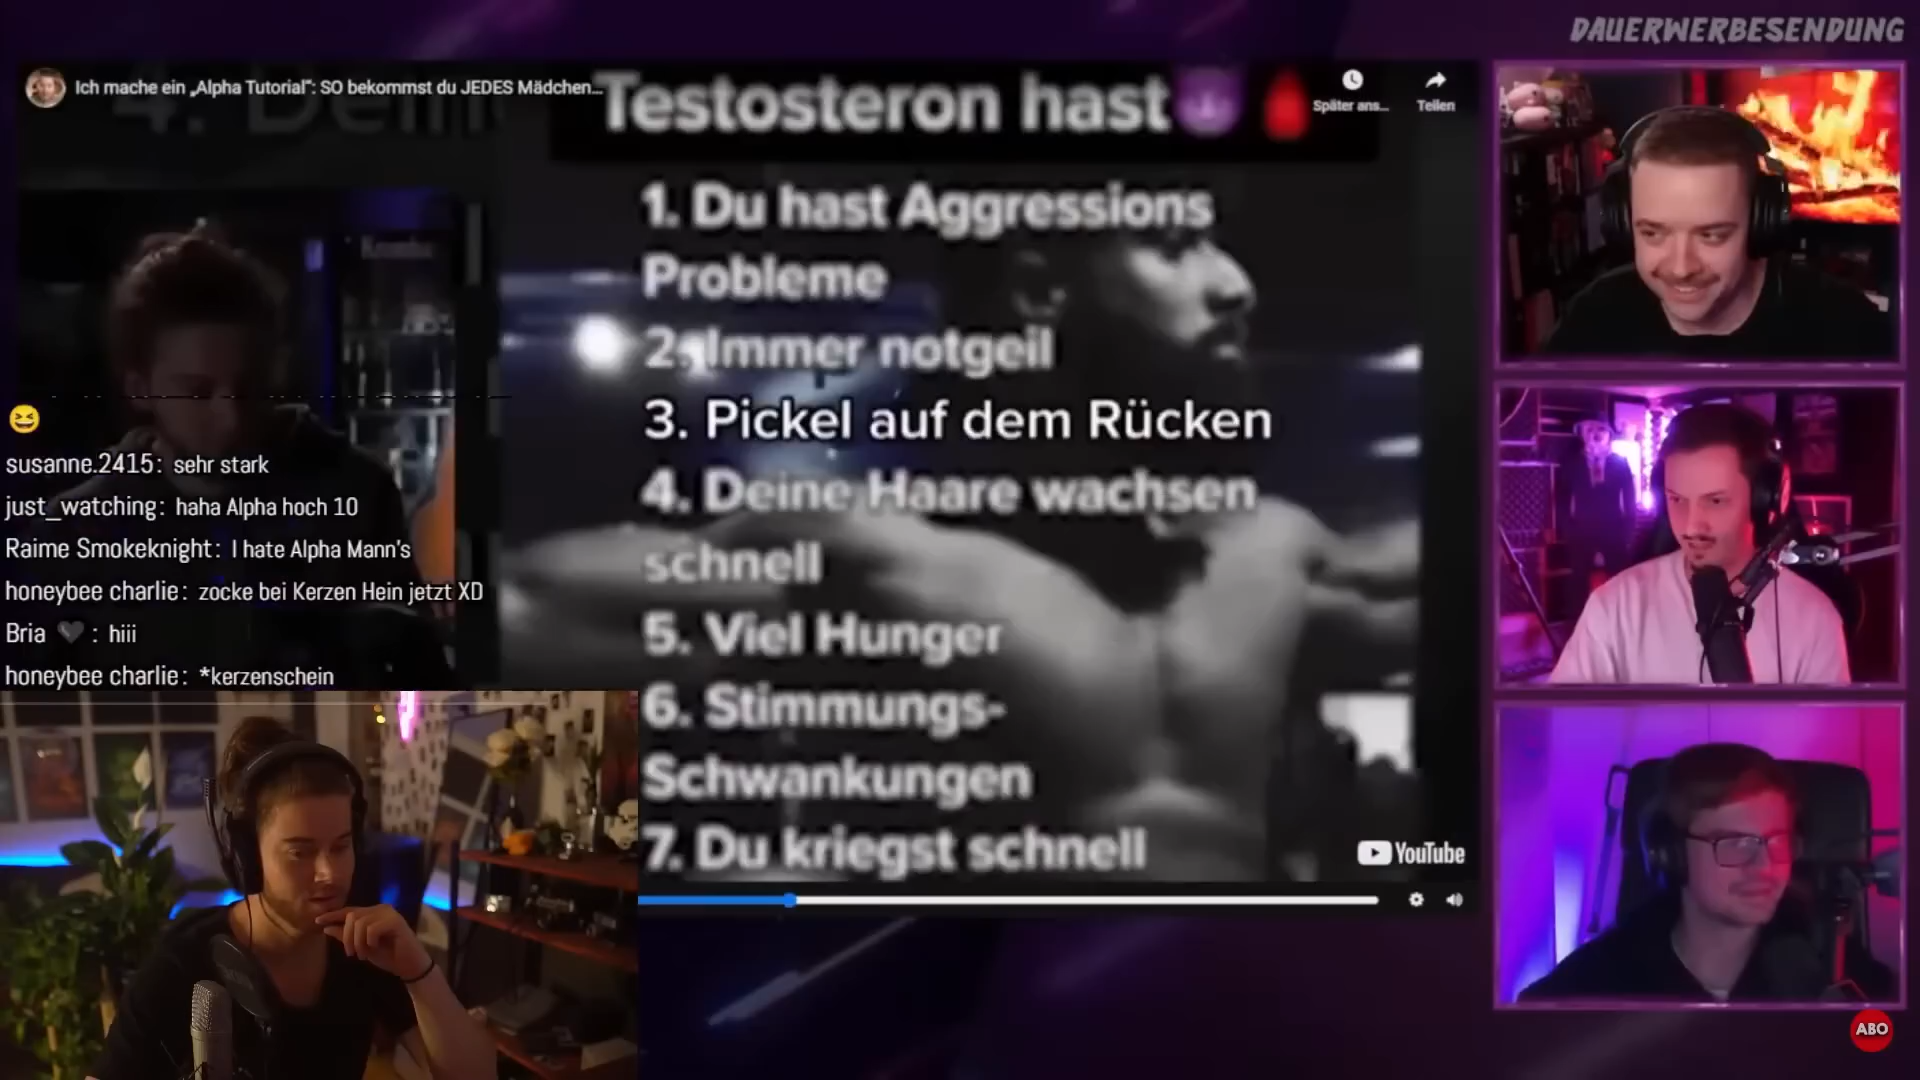 DAUERWERBESENDUNG
Ich mache ein „Alpha Tutorial“: SO bekommst du JEDES Mädchen...
Testosteron hast
Später ans...
Teilen
1. Du hast Aggressions
Probleme
2. Immer notgeil
3. Pickel auf dem Rücken
4. Deine Haare wachsen
schnell
5. Viel Hunger
6. Stimmungs-
Schwankungen
7. Du kriegst schnell
susanne.2415: sehr stark
just_watching: haha Alpha hoch 10
Raime Smokeknight: I hate Alpha Mann's
honeybee charlie: zocke bei Kerzen Hein jetzt XD
Bria 🖤 : hiii
honeybee charlie: *kerzenschein
YouTube
ABO